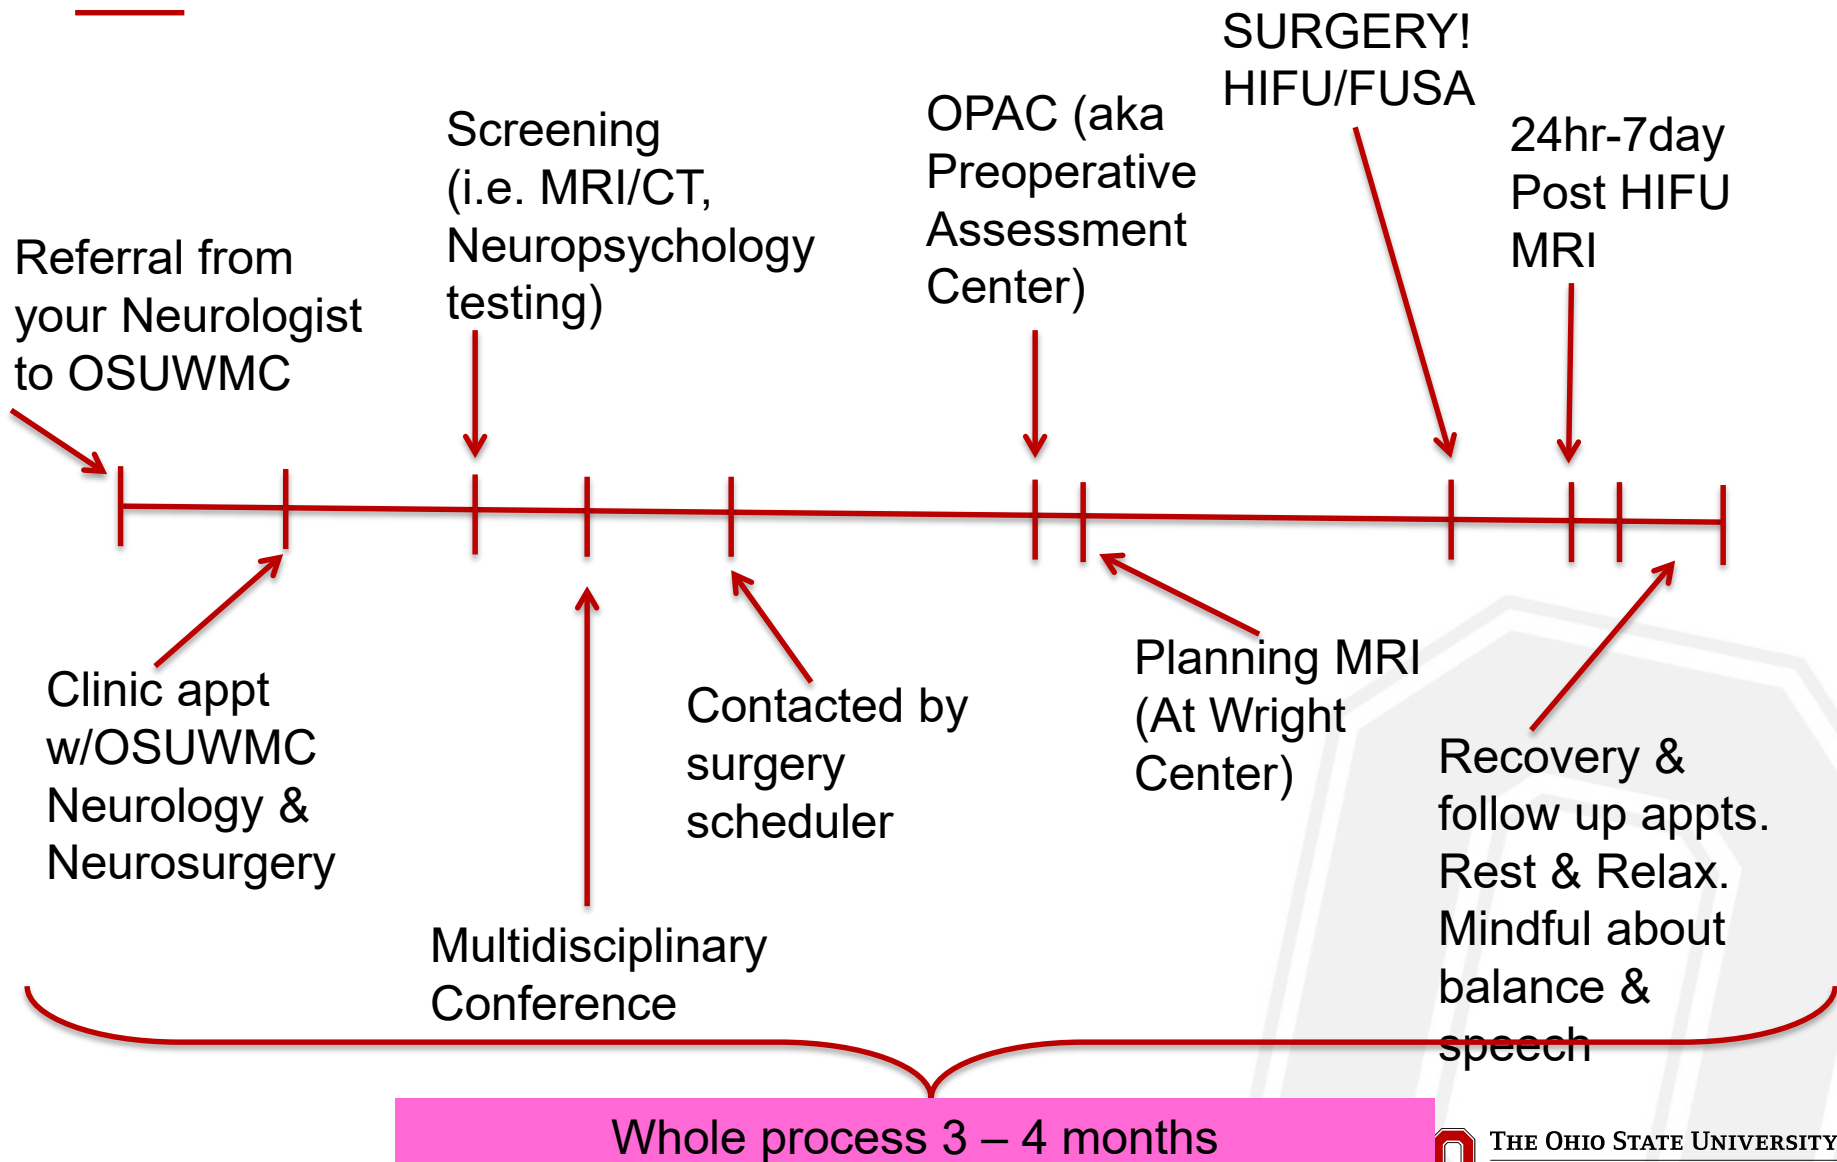 SURGERY!
HIFU/FUSA
OPAC (aka
Preoperative
Assessment
Center)
Screening
(i.e. MRI/CT,
Neuropsychology
testing)
24hr-7day
Post HIFU
MRI
Referral from
your Neurologist
to OSUWMC
Clinic appt
w/OSUWMC
Neurology &
Neurosurgery
Multidisciplinary
Conference
Contacted by
surgery
scheduler
Planning MRI
(At Wright
Center)
Recovery &
follow up appts.
Rest & Relax.
Mindful about
balance &
speech
Whole process 3 – 4 months
THE OHIO STATE UNIVERSITY